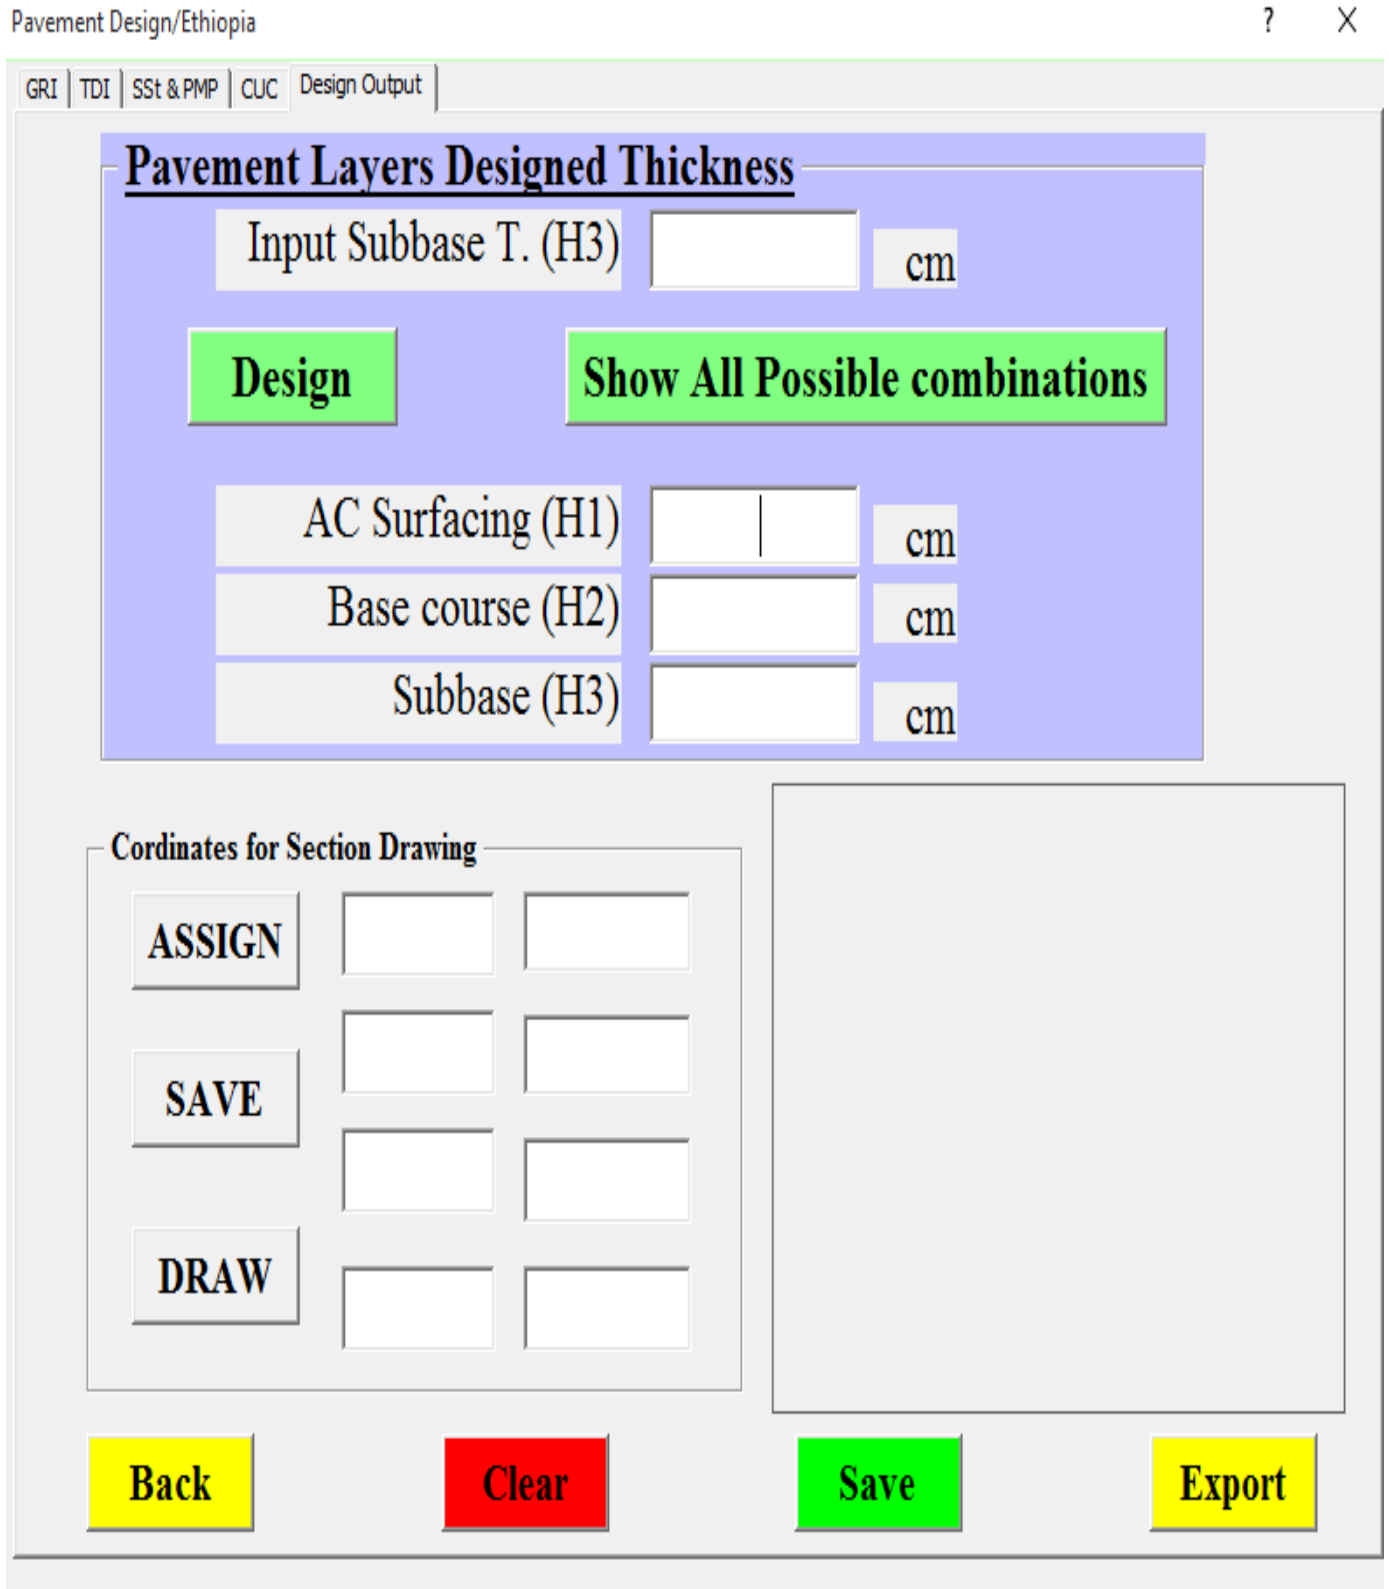 Pavement Design/Ethiopia ? X
GRI TDI SSt & PMP CUC Design Output
Pavement Layers Designed Thickness
Input Subbase T. (H3) cm
Design Show All Possible combinations
AC Surfacing (H1) cm
Base course (H2) cm
Subbase (H3) cm
Cordinates for Section Drawing
ASSIGN
SAVE
DRAW
Back Clear Save Export